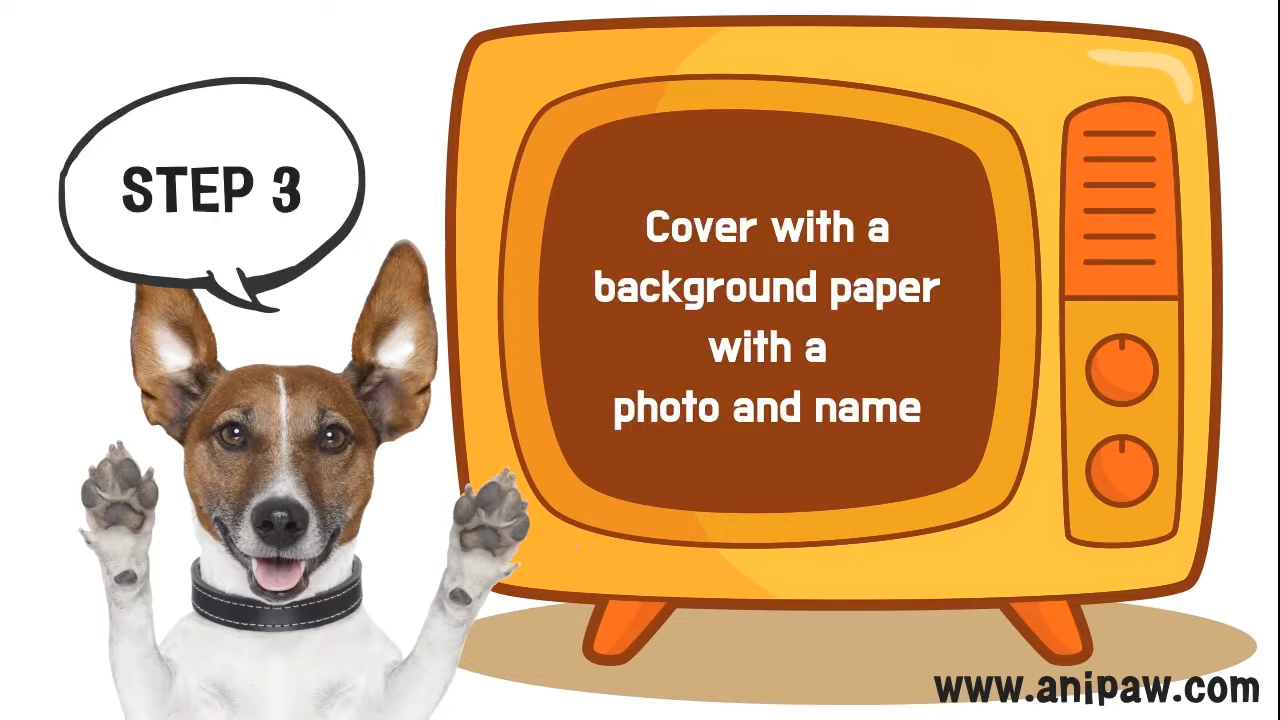 STEP 3
Cover with a
background paper
with a
photo and name
www.anipaw.com